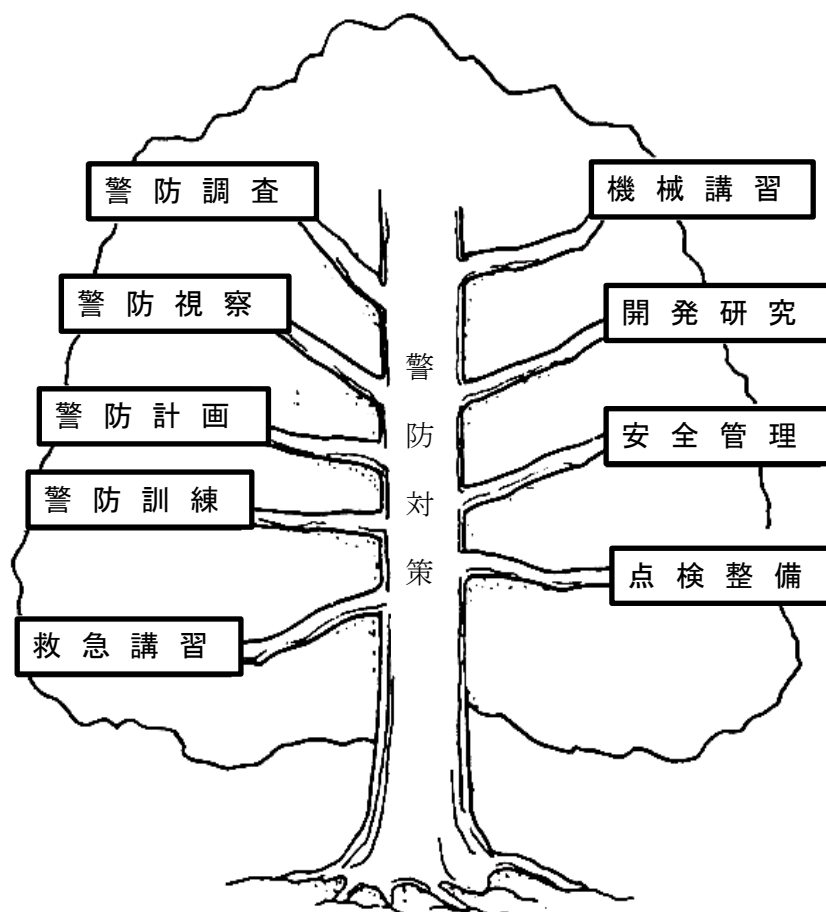 警防調査
警防視察
警防計画
警防訓練
救急講習
警防対策
機械講習
開発研究
安全管理
点検整備